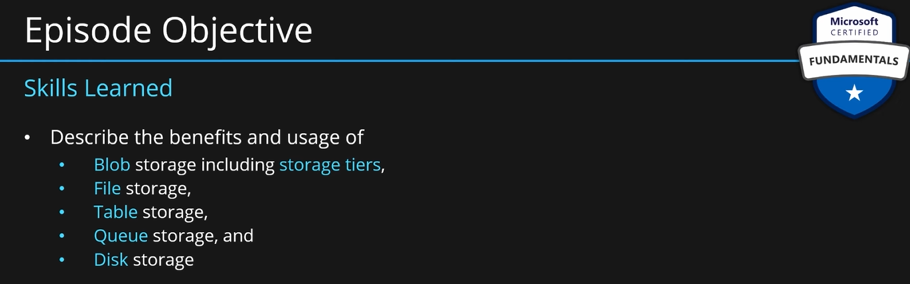 Episode Objective
Microsoft
CERTIFIED
FUNDAMENTALS
Skills Learned
• Describe the benefits and usage of
• Blob storage including storage tiers,
• File storage,
• Table storage,
• Queue storage, and
• Disk storage